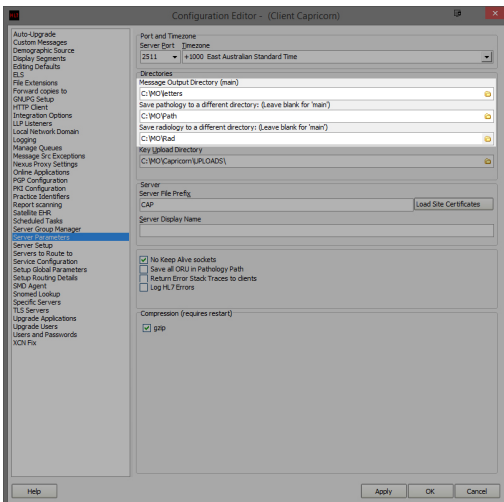 Configuration Editor - (Client Capricorn)
Auto-Upgrade
Custom Messages
Demographic Source
Display Segments
Editing Defaults
ELS
File Extensions
Forward copies to
GNUPG Setup
HTTP Client
Integration Options
LLP Listeners
Local Network Domain
Logging
Manage Queues
Message Src Exceptions
Nexus Proxy Settings
Online Applications
PGP Configuration
PKI Configuration
Practice Identifiers
Report scanning
Satellite EHR
Scheduled Tasks
Server Group Manager
Server Parameters
Server Setup
Servers to Route to
Service Configuration
Setup Global Parameters
Setup Routing Details
SMD Agent
Snomed Lookup
Specific Servers
TLS Servers
Upgrade Applications
Upgrade Users
Users and Passwords
XCN Fix
Port and Timezone
Server Port Timezone
2511 +1000 East Australian Standard Time
Directories
Message Output Directory (main)
C:\MO\letters
Save pathology to a different directory: (Leave blank for 'main')
C:\MO\Path
Save radiology to a different directory: (Leave blank for 'main')
C:\MO\Rad
Key Upload Directory
C:\MO\Capricorn\UPLOADS\
Server
Server File Prefix
CAP Load Site Certificates
Server Display Name
No Keep Alive sockets
Save all ORU in Pathology Path
Return Error Stack Traces to clients
Log HL7 Errors
Compression (requires restart)
gzip
Help Apply OK Cancel